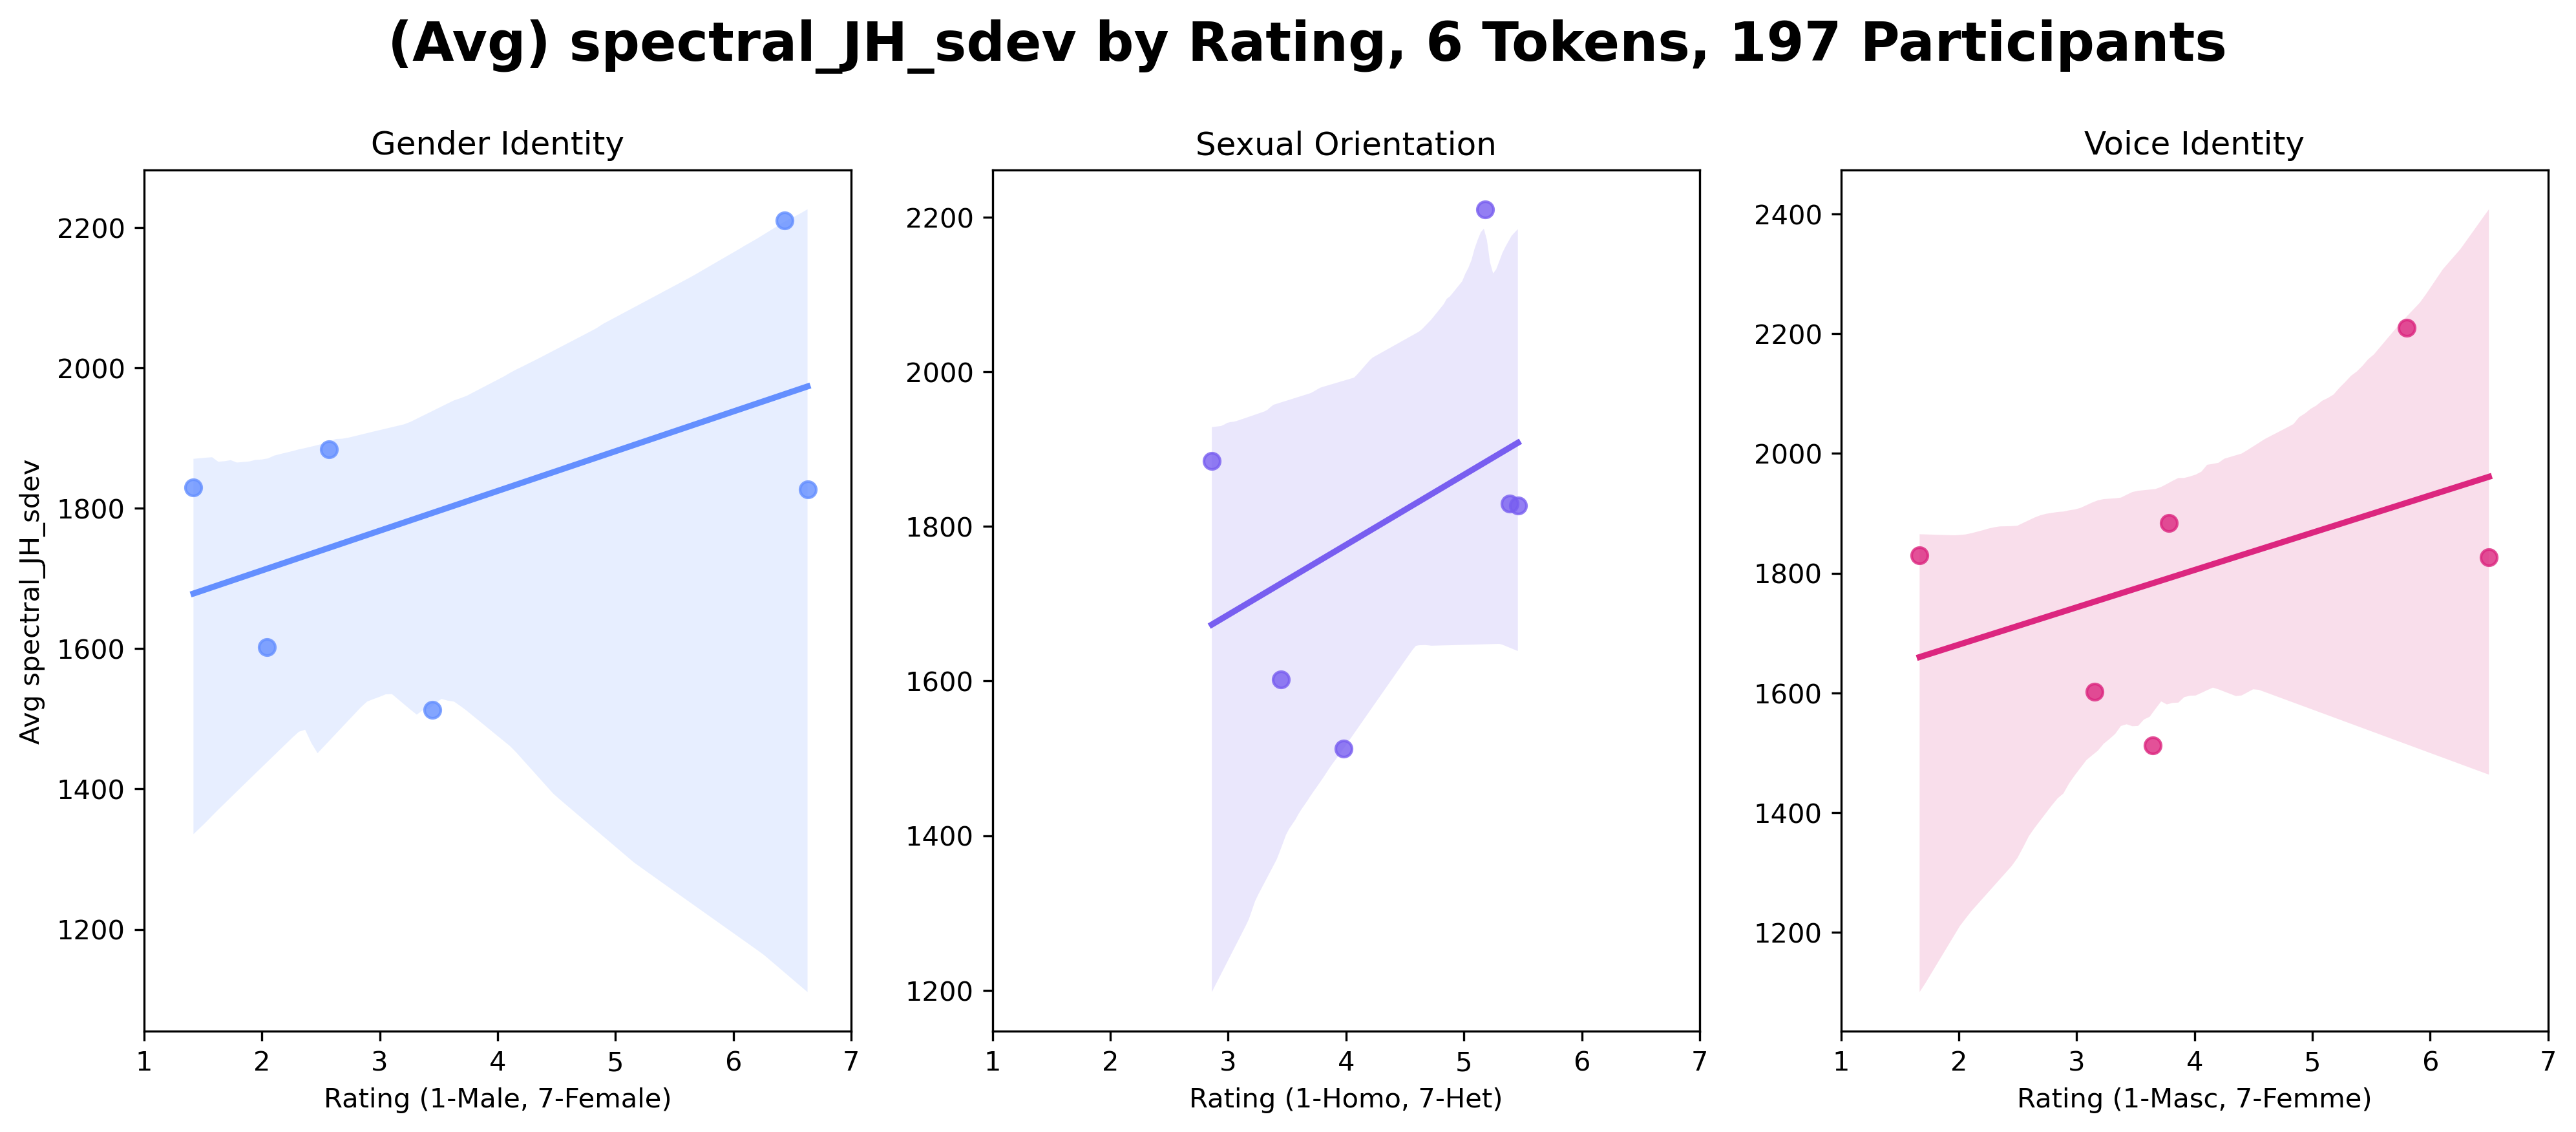 (Avg) spectral_JH_sdev by Rating, 6 Tokens, 197 Participants
Gender Identity
Sexual Orientation
Voice Identity
Avg spectral_JH_sdev
2200
2000
1800
1600
1400
1200
1 2 3 4 5 6 7
Rating (1-Male, 7-Female)
2200
2000
1800
1600
1400
1200
1 2 3 4 5 6 7
Rating (1-Homo, 7-Het)
2400
2200
2000
1800
1600
1400
1200
1 2 3 4 5 6 7
Rating (1-Masc, 7-Femme)